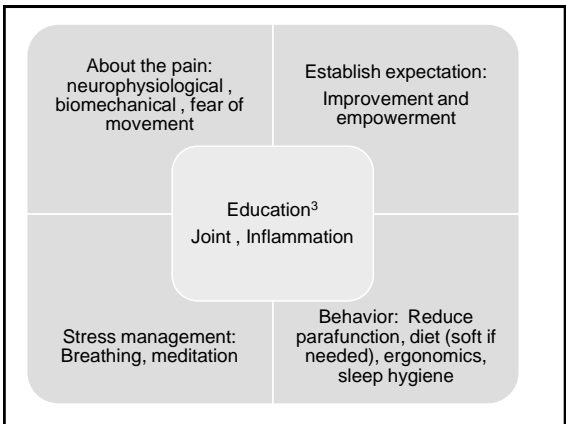 About the pain:
neurophysiological ,
biomechanical , fear of
movement
Establish expectation:
Improvement and
empowerment
Education³
Joint , Inflammation
Stress management:
Breathing, meditation
Behavior: Reduce
parafunction, diet (soft if
needed), ergonomics,
sleep hygiene